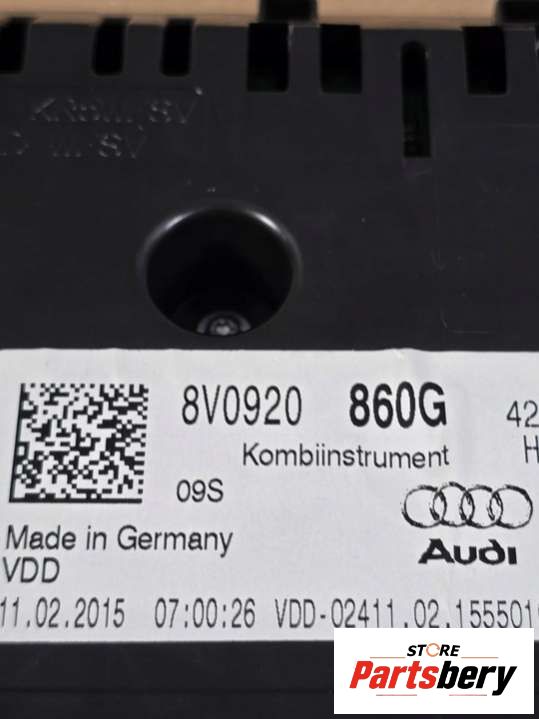 8V0920 860G 42
Kombiinstrument H
09S
Made in Germany
Audi
VDD
11.02.2015 07:00:26 VDD-02411.02.155501
STORE
Partsbery